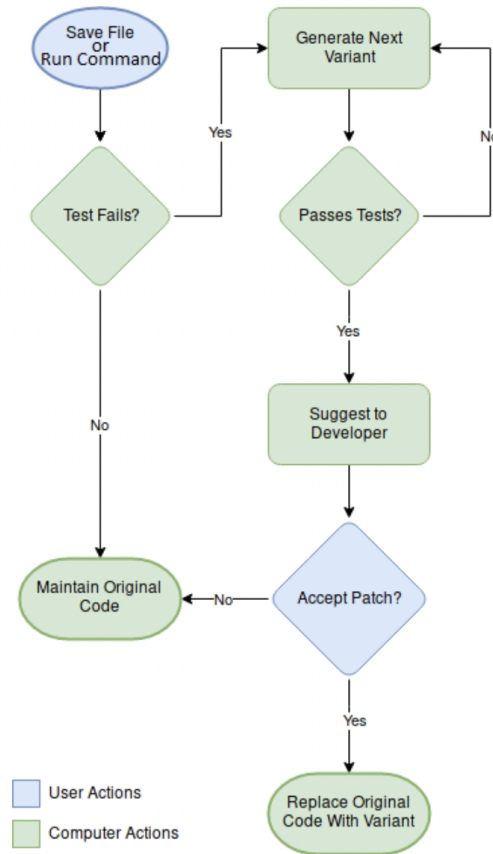 Save File
or
Run Command
Generate Next
Variant
Yes
Test Fails?
Passes Tests?
Yes
Suggest to
Developer
No
Maintain Original
Code
No
Accept Patch?
Yes
Replace Original
Code With Variant
User Actions
Computer Actions